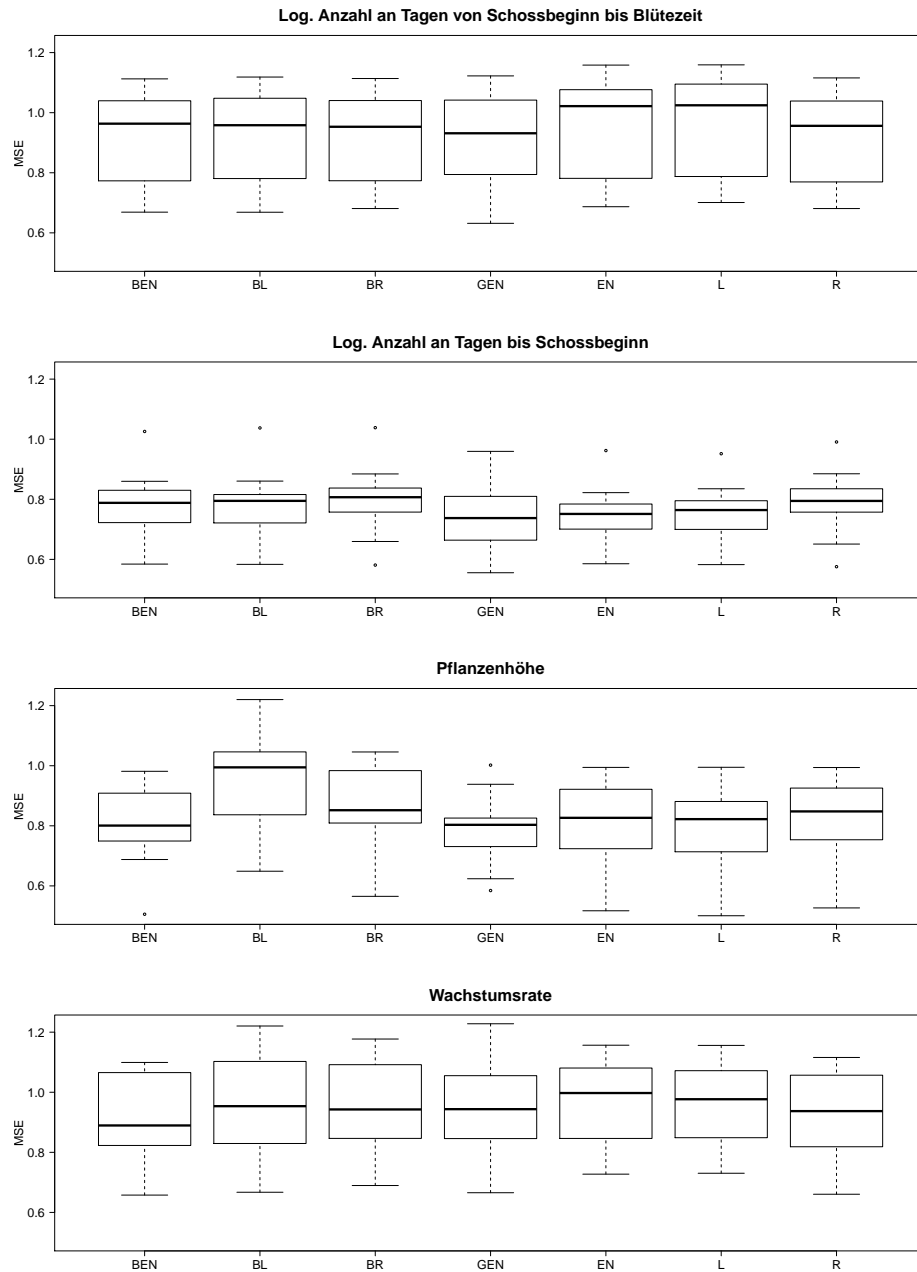 Log. Anzahl an Tagen von Schossbeginn bis Blütezeit
1.2
1.0
0.8
0.6
MSE
BEN BL BR GEN EN L R
Log. Anzahl an Tagen bis Schossbeginn
1.2
1.0
0.8
0.6
MSE
BEN BL BR GEN EN L R
Pflanzenhöhe
1.2
1.0
0.8
0.6
MSE
BEN BL BR GEN EN L R
Wachstumsrate
1.2
1.0
0.8
0.6
MSE
BEN BL BR GEN EN L R